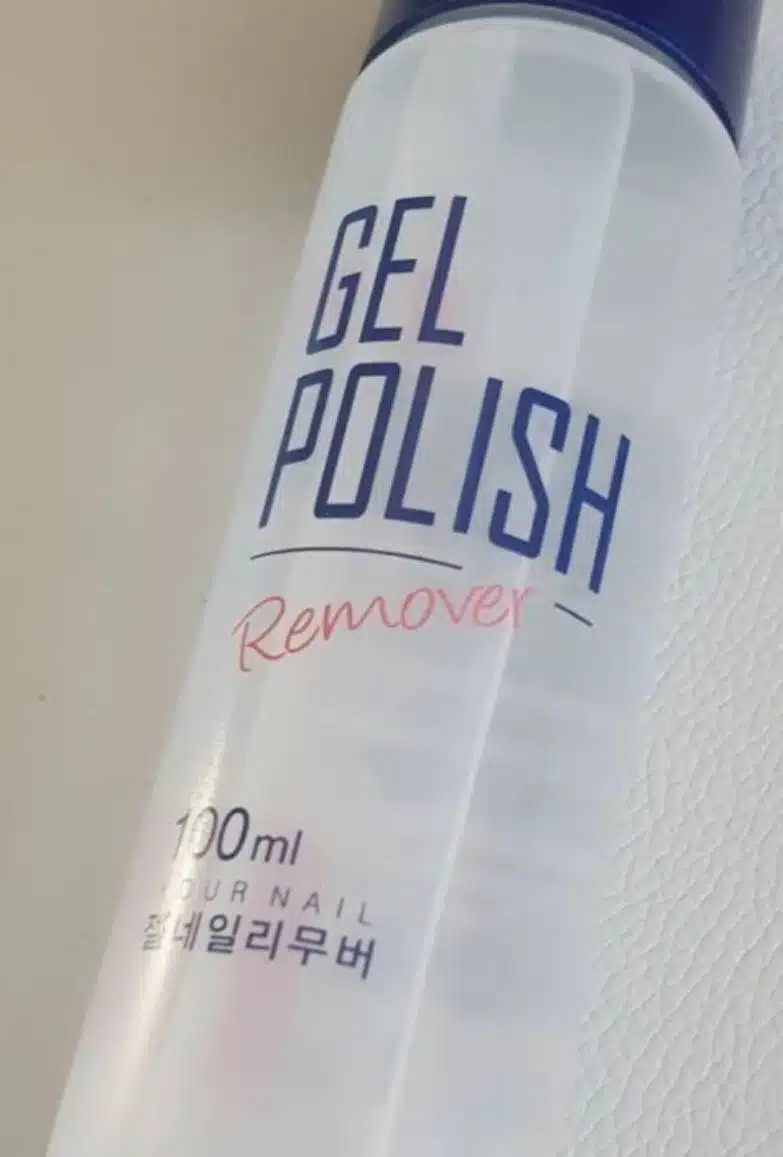 GEL
POLISH
Remover
100ml
YOUR NAIL
젤네일리무버